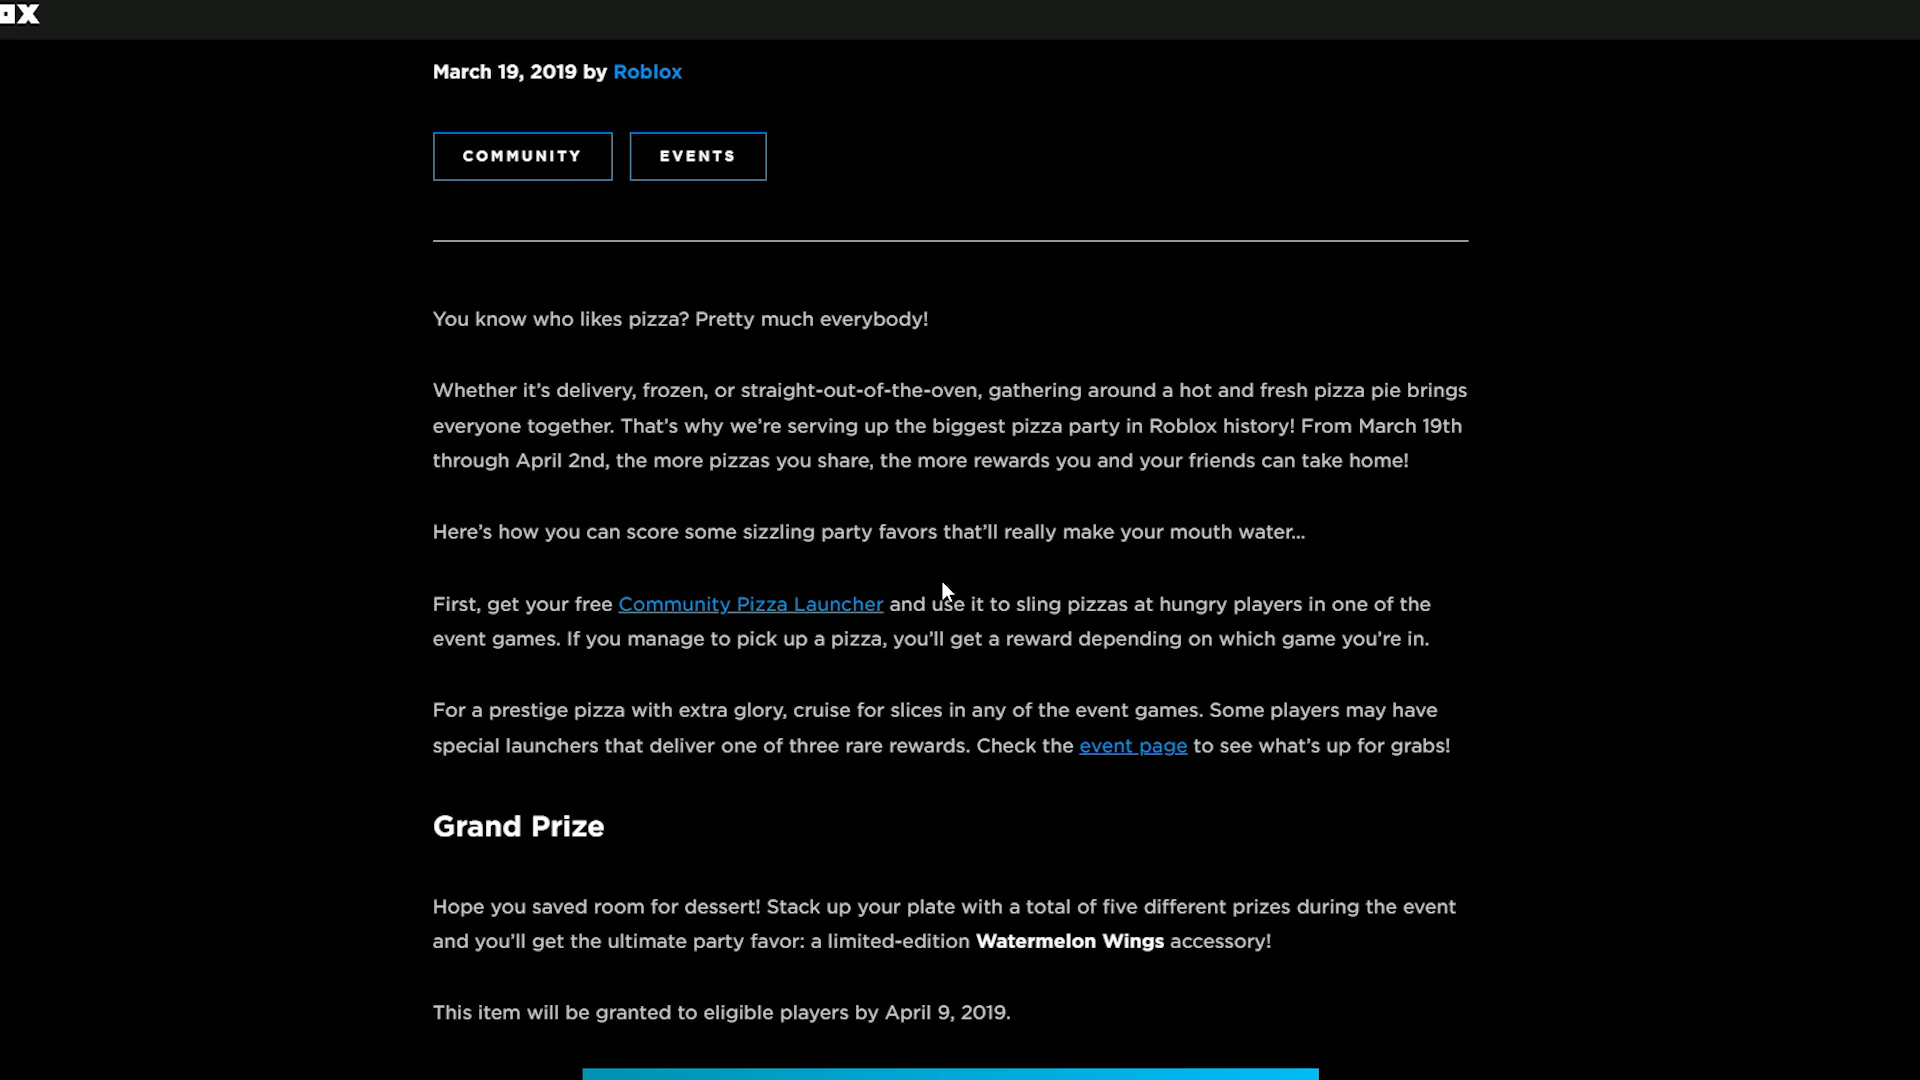 ox
March 19, 2019 by Roblox
COMMUNITY EVENTS
You know who likes pizza? Pretty much everybody!
Whether it’s delivery, frozen, or straight-out-of-the-oven, gathering around a hot and fresh pizza pie brings
everyone together. That’s why we’re serving up the biggest pizza party in Roblox history! From March 19th
through April 2nd, the more pizzas you share, the more rewards you and your friends can take home!
Here’s how you can score some sizzling party favors that’ll really make your mouth water...
First, get your free Community Pizza Launcher and use it to sling pizzas at hungry players in one of the
event games. If you manage to pick up a pizza, you’ll get a reward depending on which game you’re in.
For a prestige pizza with extra glory, cruise for slices in any of the event games. Some players may have
special launchers that deliver one of three rare rewards. Check the event page to see what’s up for grabs!
Grand Prize
Hope you saved room for dessert! Stack up your plate with a total of five different prizes during the event
and you’ll get the ultimate party favor: a limited-edition Watermelon Wings accessory!
This item will be granted to eligible players by April 9, 2019.